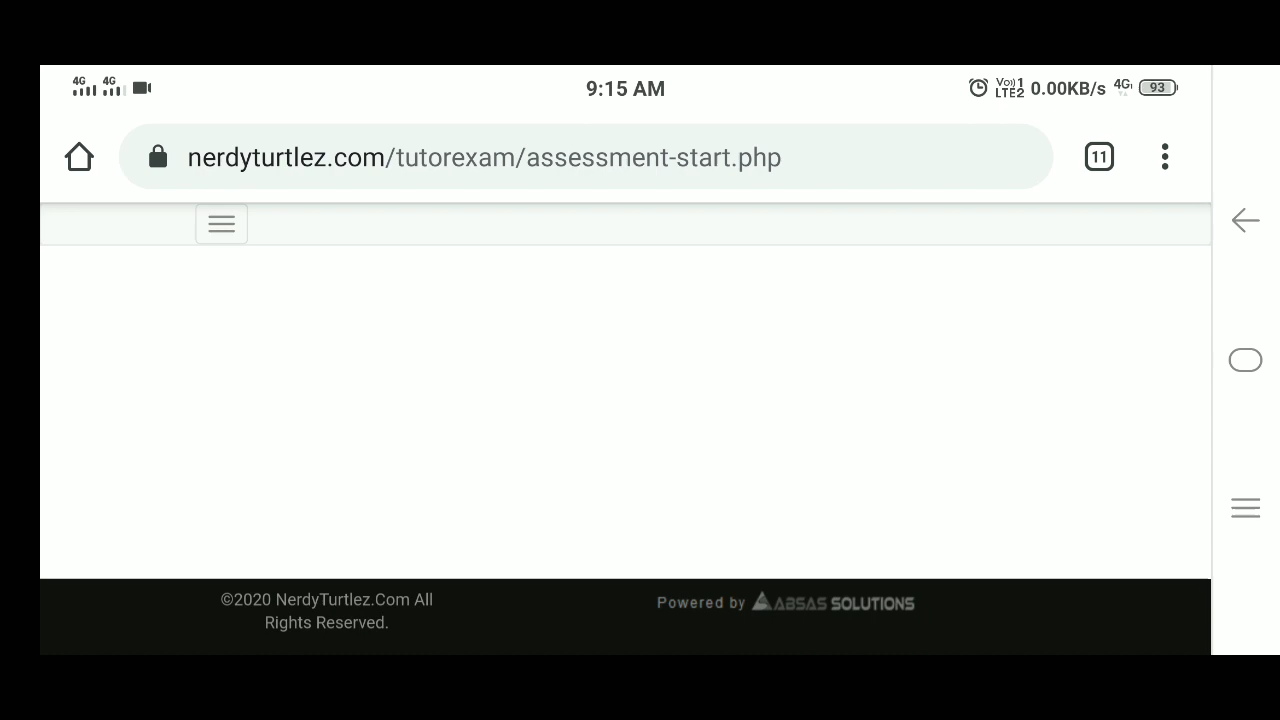 4G 4G 9:15 AM Vo)) 1 LTE2 0.00KB/s 4G 93
nerdyturtlez.com/tutorexam/assessment-start.php 11
©2020 NerdyTurtlez.Com All
Rights Reserved.
Powered by ABSAS SOLUTIONS